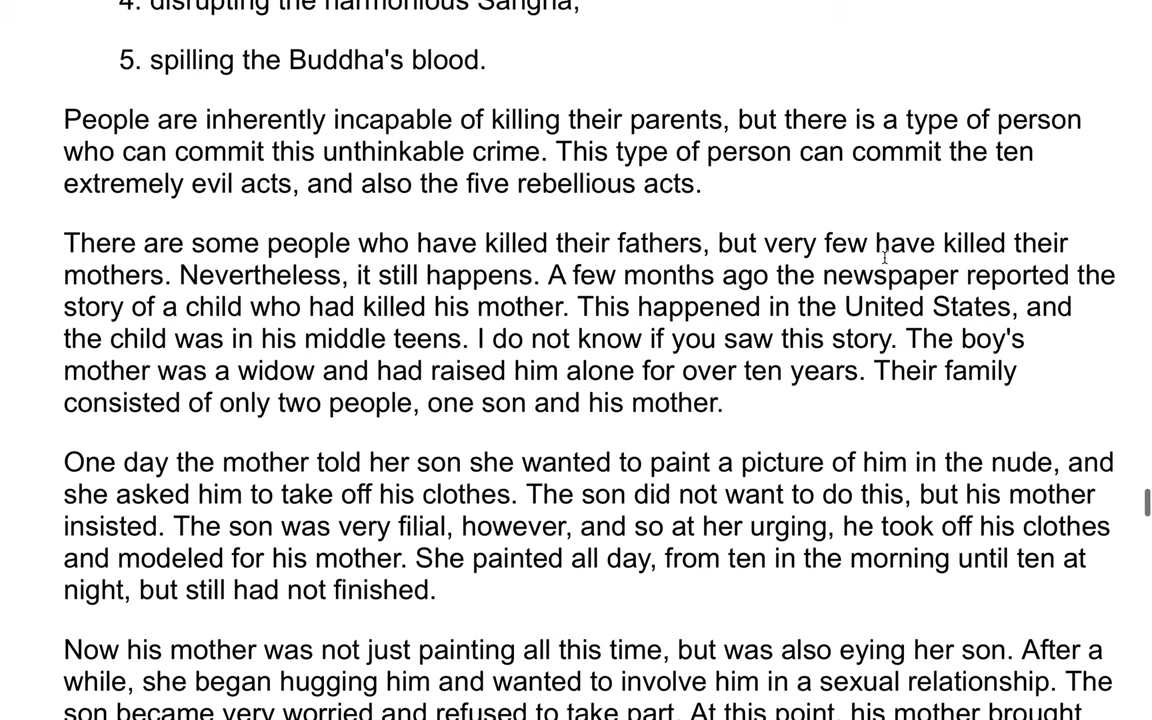 4. disrupting the harmonious Sangha;
5. spilling the Buddha's blood.
People are inherently incapable of killing their parents, but there is a type of person
who can commit this unthinkable crime. This type of person can commit the ten
extremely evil acts, and also the five rebellious acts.
There are some people who have killed their fathers, but very few have killed their
mothers. Nevertheless, it still happens. A few months ago the newspaper reported the
story of a child who had killed his mother. This happened in the United States, and
the child was in his middle teens. I do not know if you saw this story. The boy's
mother was a widow and had raised him alone for over ten years. Their family
consisted of only two people, one son and his mother.
One day the mother told her son she wanted to paint a picture of him in the nude, and
she asked him to take off his clothes. The son did not want to do this, but his mother
insisted. The son was very filial, however, and so at her urging, he took off his clothes
and modeled for his mother. She painted all day, from ten in the morning until ten at
night, but still had not finished.
Now his mother was not just painting all this time, but was also eying her son. After a
while, she began hugging him and wanted to involve him in a sexual relationship. The
son became very worried and refused to take part. At this point, his mother brought